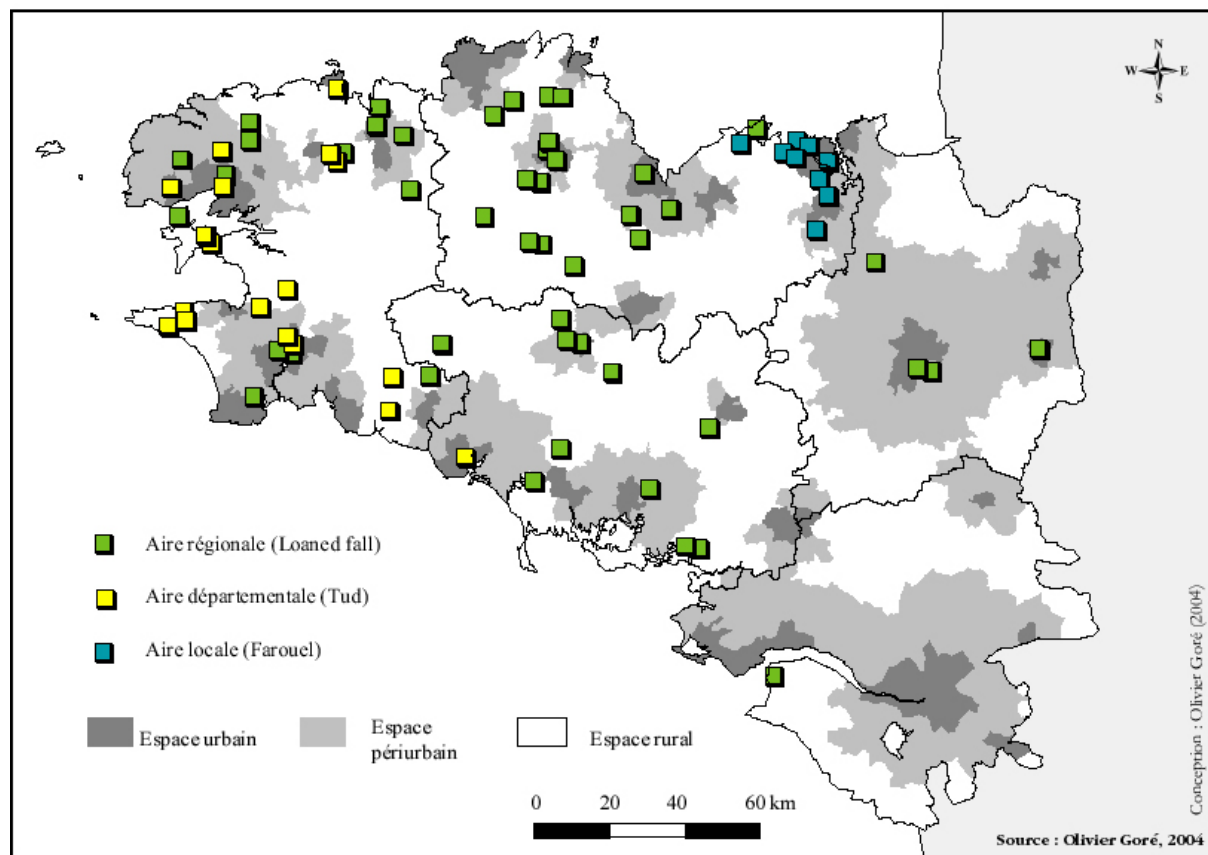 N
W E
S
Aire régionale (Loaned fall)
Aire départementale (Tud)
Aire locale (Farouel)
Espace urbain
Espace
périurbain
Espace rural
0 20 40 60 km
Conception : Olivier Goré (2004)
Source : Olivier Goré, 2004